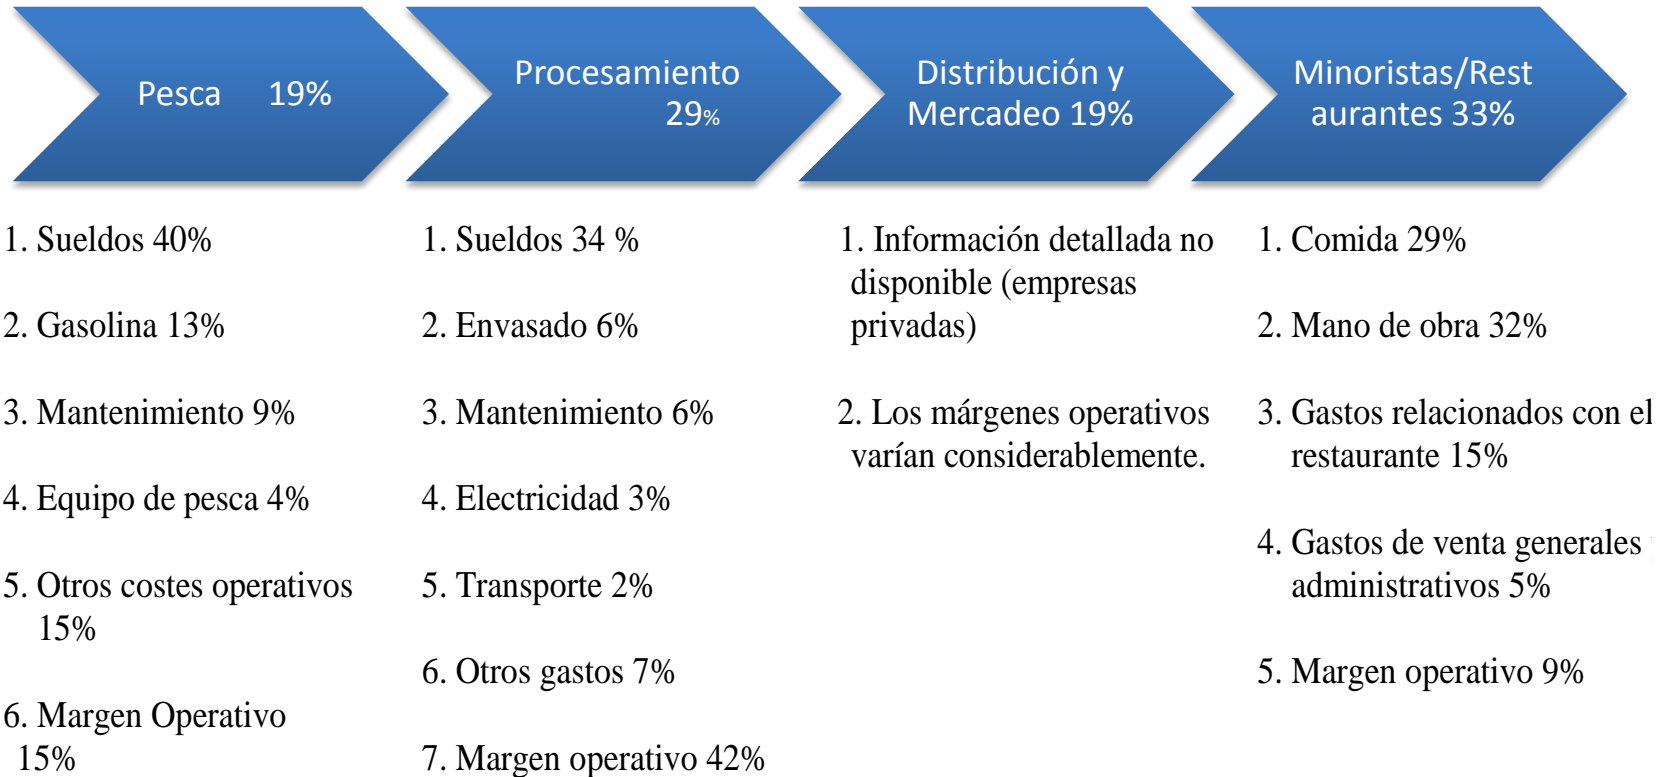 Pesca 19%
Procesamiento
29%
Distribución y
Mercadeo 19%
Minoristas/Rest
aurantes 33%
1. Sueldos 40%
2. Gasolina 13%
3. Mantenimiento 9%
4. Equipo de pesca 4%
5. Otros costes operativos
15%
6. Margen Operativo
15%
1. Sueldos 34 %
2. Envasado 6%
3. Mantenimiento 6%
4. Electricidad 3%
5. Transporte 2%
6. Otros gastos 7%
7. Margen operativo 42%
1. Información detallada no
disponible (empresas
privadas)
2. Los márgenes operativos
varían considerablemente.
1. Comida 29%
2. Mano de obra 32%
3. Gastos relacionados con el
restaurante 15%
4. Gastos de venta generales
administrativos 5%
5. Margen operativo 9%